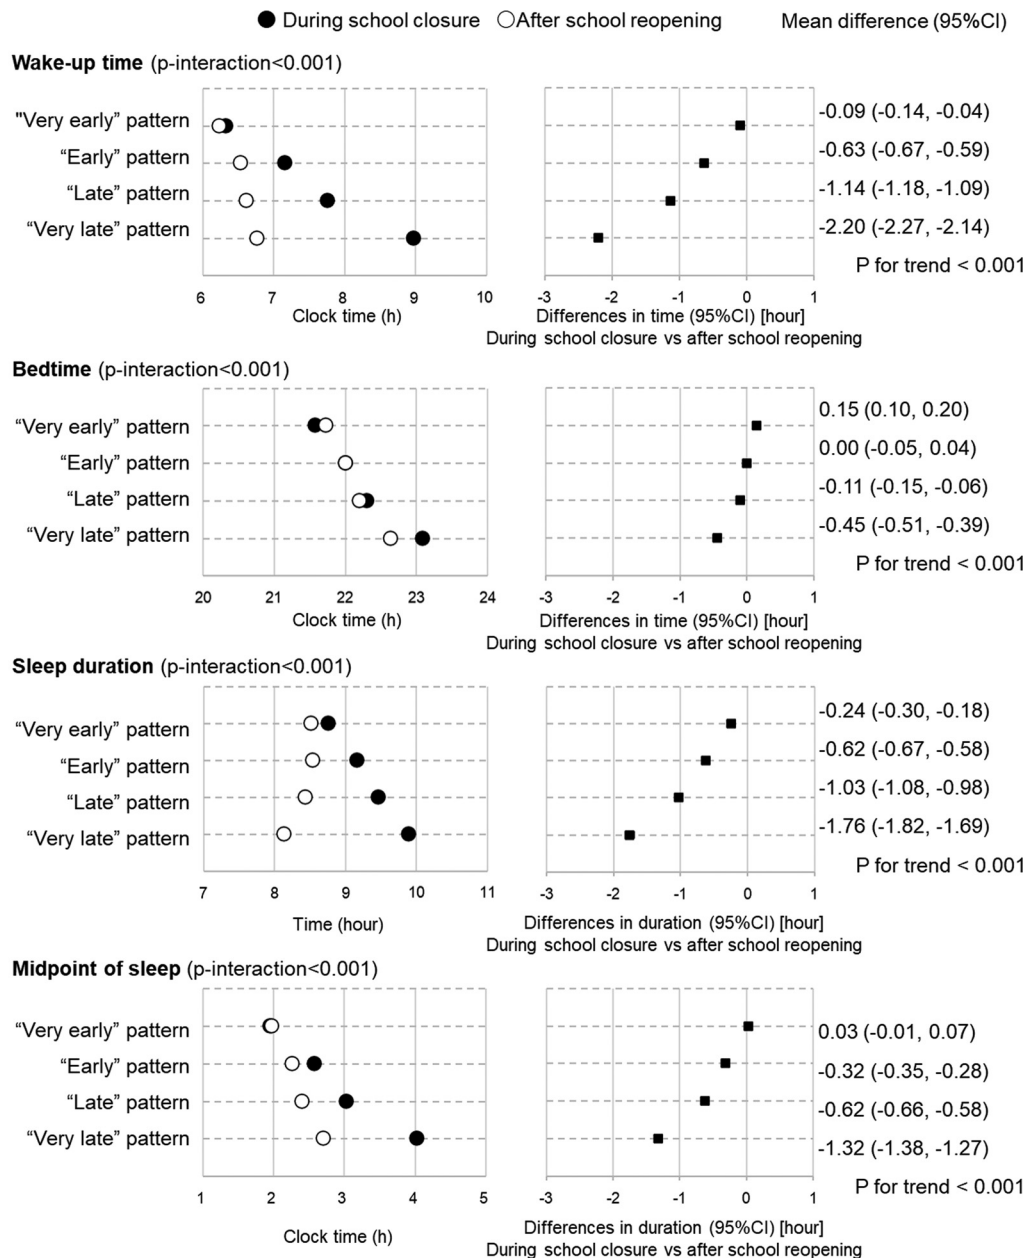 During school closure After school reopening Mean difference (95%CI)
Wake-up time (p-interaction<0.001)
"Very early” pattern -0.09 (-0.14, -0.04)
“Early” pattern -0.63 (-0.67, -0.59)
“Late” pattern -1.14 (-1.18, -1.09)
“Very late” pattern -2.20 (-2.27, -2.14)
P for trend < 0.001
6 7 8 9 10 -3 -2 -1 0 1
Clock time (h) Differences in time (95%CI) [hour]
During school closure vs after school reopening
Bedtime (p-interaction<0.001)
“Very early” pattern 0.15 (0.10, 0.20)
“Early” pattern 0.00 (-0.05, 0.04)
“Late” pattern -0.11 (-0.15, -0.06)
“Very late” pattern -0.45 (-0.51, -0.39)
P for trend < 0.001
20 21 22 23 24 -3 -2 -1 0 1
Clock time (h) Differences in time (95%CI) [hour]
During school closure vs after school reopening
Sleep duration (p-interaction<0.001)
“Very early” pattern -0.24 (-0.30, -0.18)
“Early” pattern -0.62 (-0.67, -0.58)
“Late” pattern -1.03 (-1.08, -0.98)
“Very late” pattern -1.76 (-1.82, -1.69)
P for trend < 0.001
7 8 9 10 11 -3 -2 -1 0 1
Time (hour) Differences in duration (95%CI) [hour]
During school closure vs after school reopening
Midpoint of sleep (p-interaction<0.001)
“Very early” pattern 0.03 (-0.01, 0.07)
“Early” pattern -0.32 (-0.35, -0.28)
“Late” pattern -0.62 (-0.66, -0.58)
“Very late” pattern -1.32 (-1.38, -1.27)
P for trend < 0.001
1 2 3 4 5 -3 -2 -1 0 1
Clock time (h) Differences in duration (95%CI) [hour]
During school closure vs after school reopening